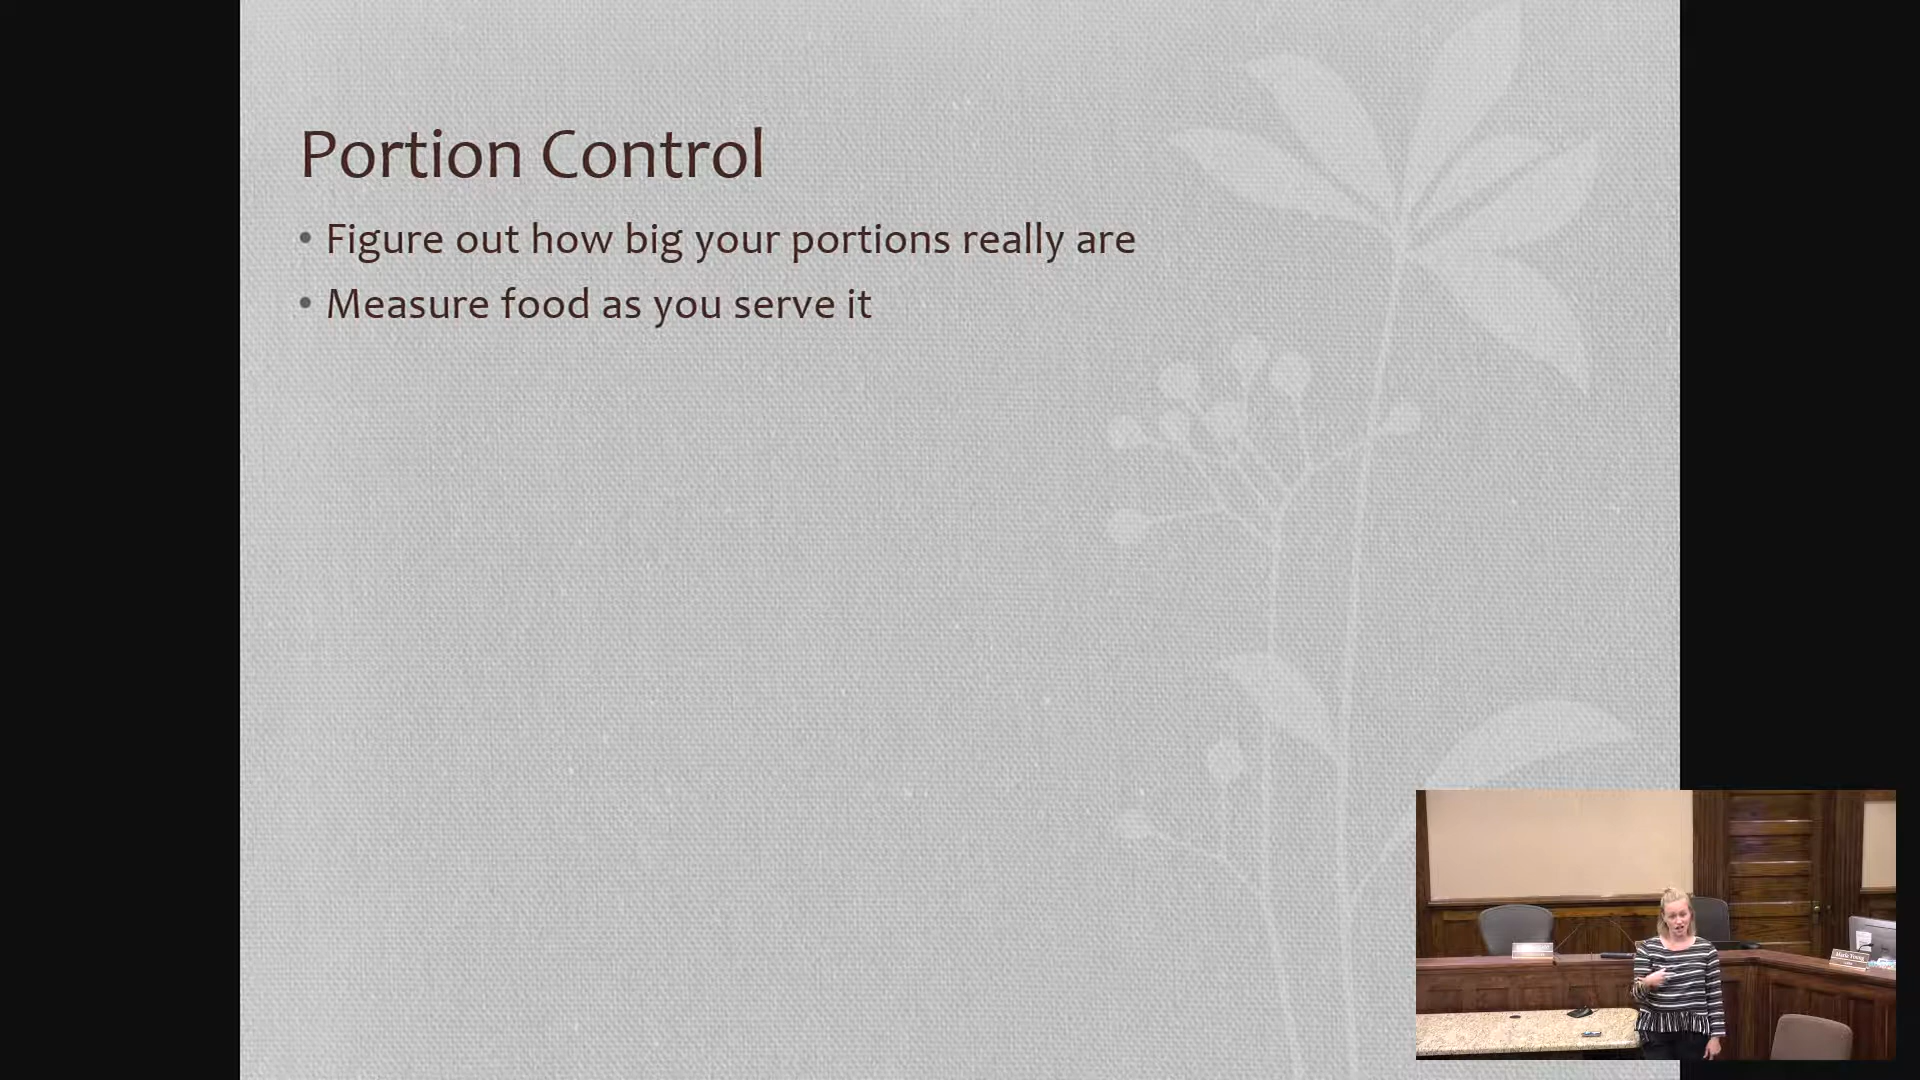 Portion Control
• Figure out how big your portions really are
• Measure food as you serve it